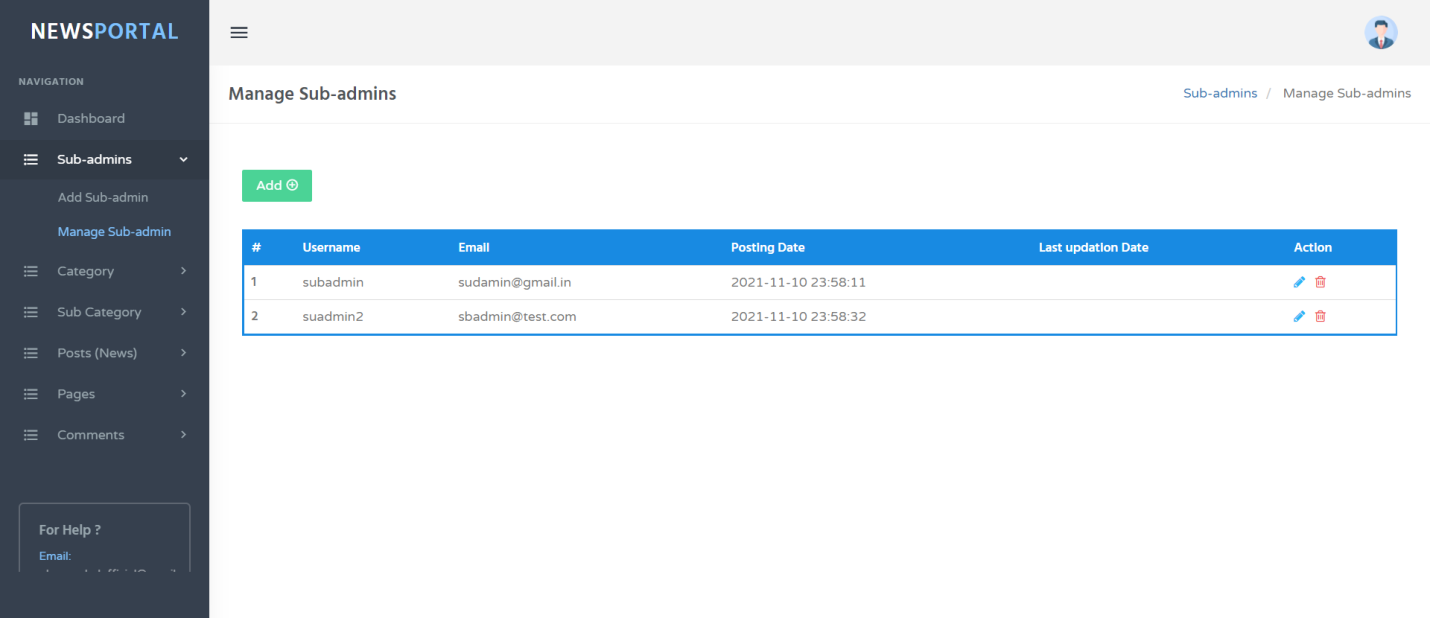 NEWSPORTAL
NAVIGATION
Dashboard
Sub-admins
Add Sub-admin
Manage Sub-admin
Category
Sub Category
Posts (News)
Pages
Comments
For Help ?
Email:
Manage Sub-admins
Sub-admins / Manage Sub-admins
Add
# Username Email Posting Date Last updation Date Action
1 subadmin sudamin@gmail.in 2021-11-10 23:58:11
2 suadmin2 sbadmin@test.com 2021-11-10 23:58:32